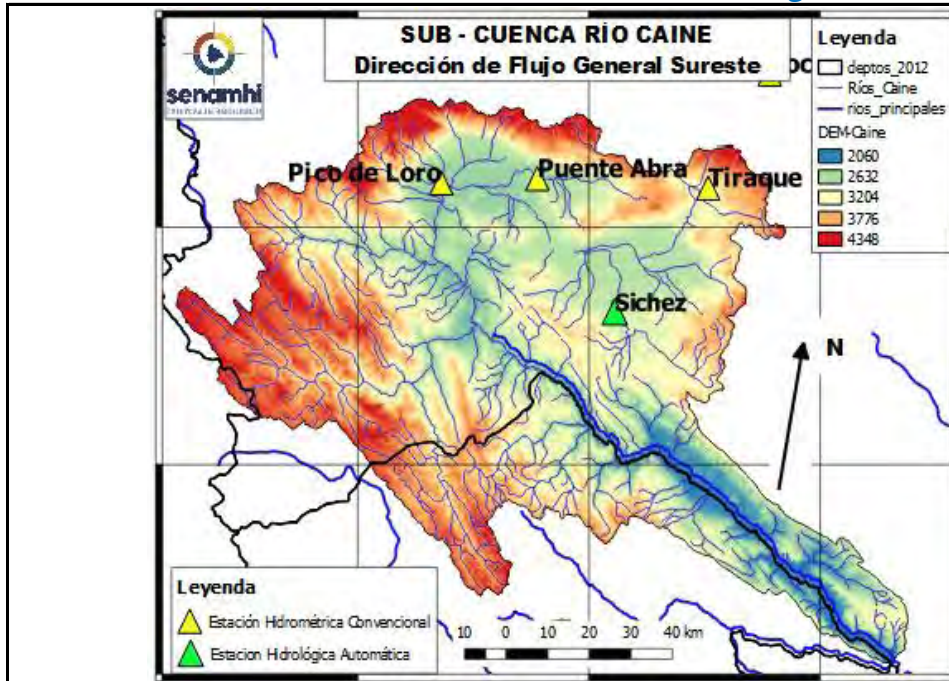 SUB - CUENCA RÍO CAINE
Dirección de Flujo General Sureste
senamhi
Leyenda
deptos_2012
Ríos_Caine
rios_principales
DEM-Caine
2060
2632
3204
3776
4348
Pico de Loro
Puente Abra
Tiraque
Sichez
N
Leyenda
Estación Hidrométrica Convencional
Estacion Hidrológica Automática
10 0 10 20 30 40 km